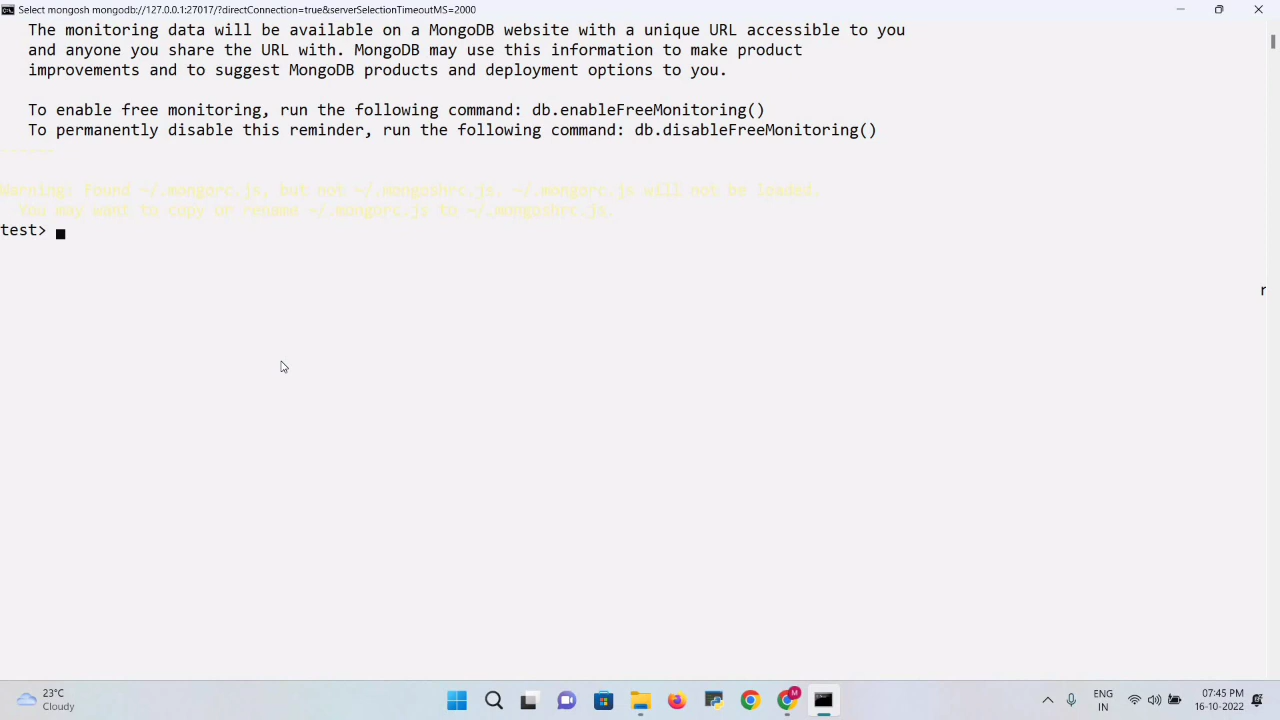 Select mongosh mongodb://127.0.0.1:27017/?directConnection=true&serverSelectionTimeoutMS=2000
The monitoring data will be available on a MongoDB website with a unique URL accessible to you
and anyone you share the URL with. MongoDB may use this information to make product
improvements and to suggest MongoDB products and deployment options to you.
To enable free monitoring, run the following command: db.enableFreeMonitoring()
To permanently disable this reminder, run the following command: db.disableFreeMonitoring()
------
Warning: Found ~/.mongorc.js, but not ~/.mongoshrc.js. ~/.mongorc.js will not be loaded.
You may want to copy or rename ~/.mongorc.js to ~/.mongoshrc.js.
test>
r
23°C
Cloudy
M
ENG
IN
07:45 PM
16-10-2022